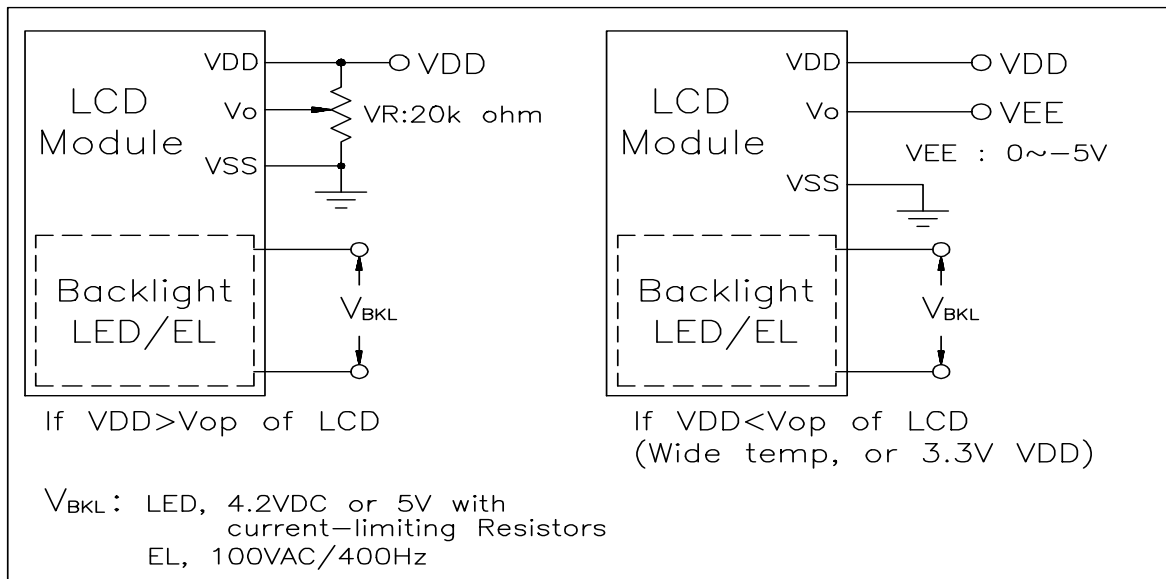 VDD
VDD
LCD
Module
Vo
VR:20k ohm
VSS
Backlight
LED/EL
VBKL
If VDD>Vop of LCD
VDD
VDD
LCD
Module
Vo
VEE
VEE : 0~-5V
VSS
Backlight
LED/EL
VBKL
If VDD<Vop of LCD
(Wide temp, or 3.3V VDD)
VBKL: LED, 4.2VDC or 5V with
current-limiting Resistors
EL, 100VAC/400Hz